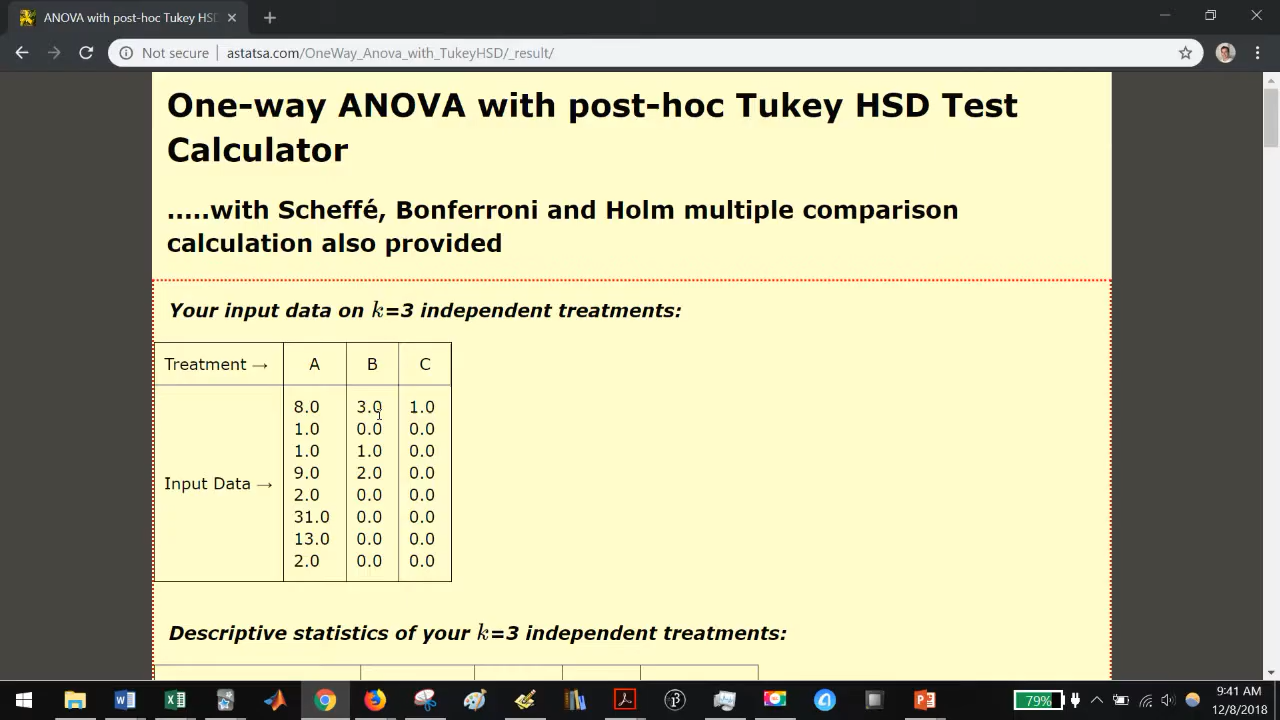 ANOVA with post-hoc Tukey HSD
Not secure | astatsa.com/OneWay_Anova_with_TukeyHSD/_result/
One-way ANOVA with post-hoc Tukey HSD Test
Calculator
.....with Scheffé, Bonferroni and Holm multiple comparison
calculation also provided
Your input data on k=3 independent treatments:
Treatment → A B C
8.0 3.0 1.0
1.0 0.0 0.0
1.0 1.0 0.0
9.0 2.0 0.0
Input Data →
2.0 0.0 0.0
31.0 0.0 0.0
13.0 0.0 0.0
2.0 0.0 0.0
Descriptive statistics of your k=3 independent treatments:
79%
9:41 AM
12/8/2018